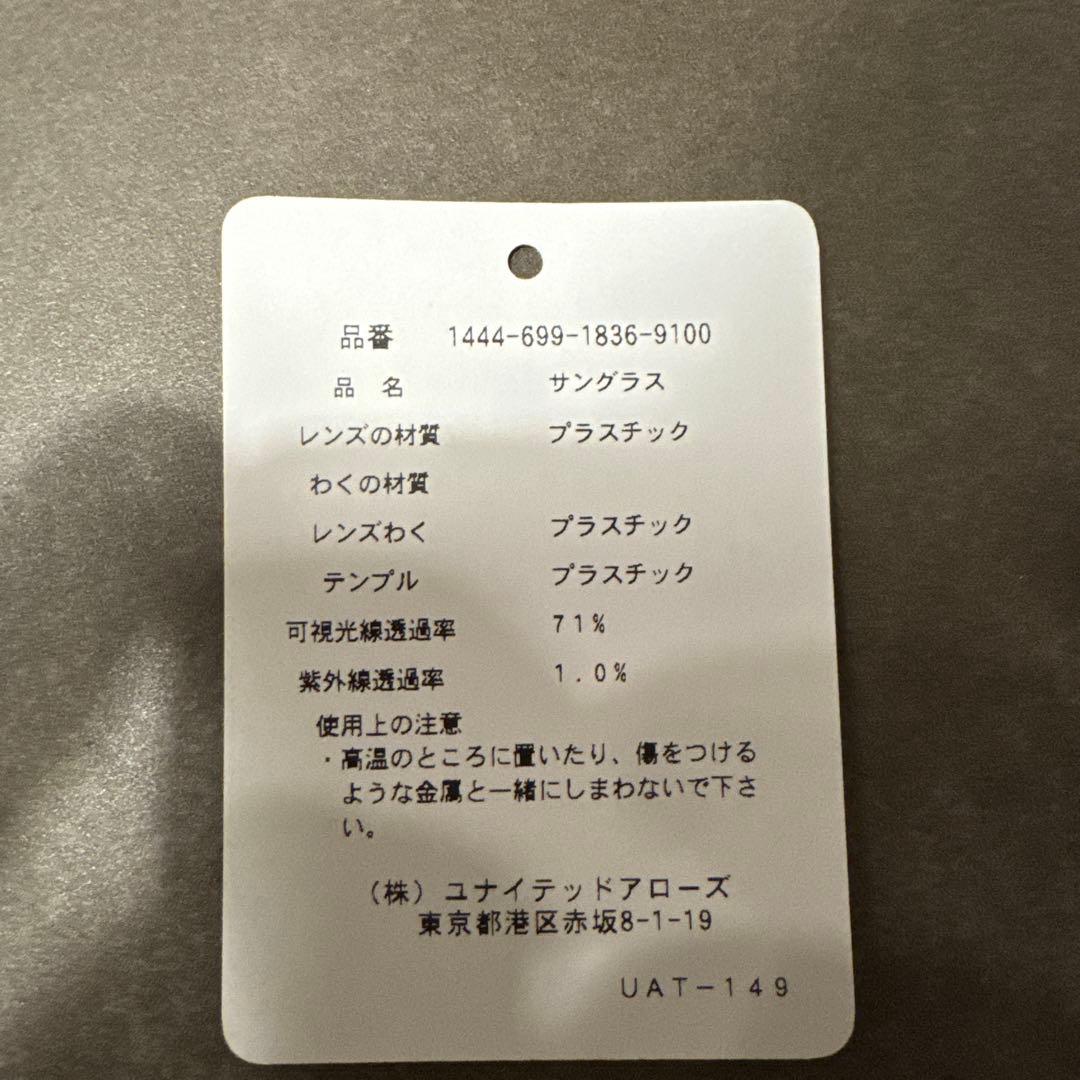 品番 1444-699-1836-9100
品 名 サングラス
レンズの材質 プラスチック
わくの材質
レンズわく プラスチック
テンプル プラスチック
可視光線透過率 71%
紫外線透過率 1.0%
使用上の注意
・高温のところに置いたり、傷をつける
ような金属と一緒にしまわないで下さ
い。
(株)ユナイテッドアローズ
東京都港区赤坂8-1-19
UAT-149